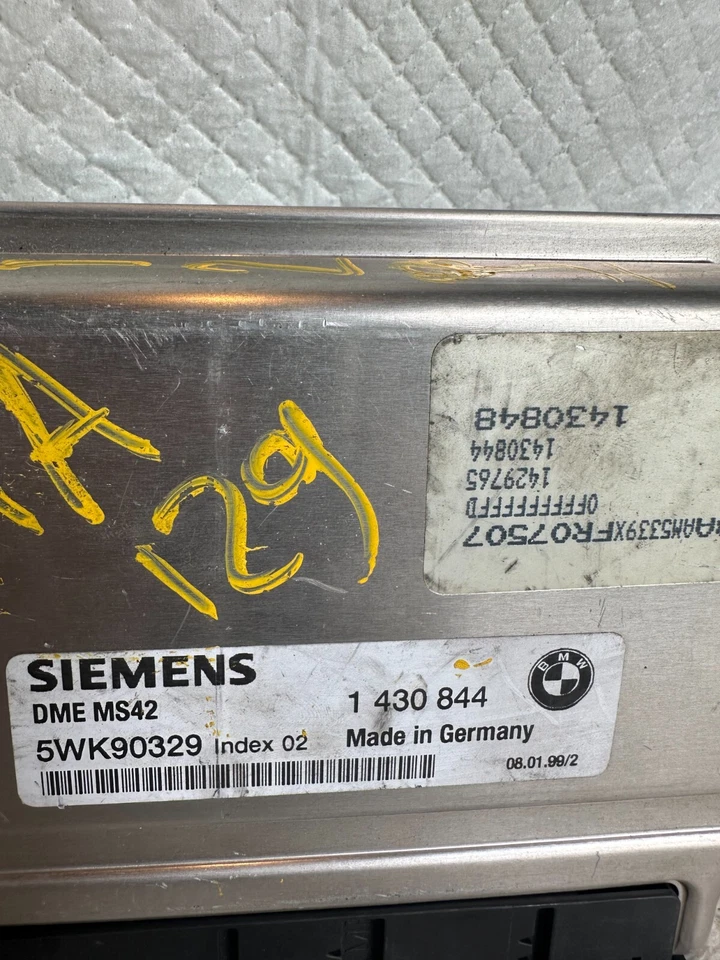 129
1430848
1430844
1429765
0FFFFFFFFD
AAM5339XFR07507
SIEMENS
BMW
DME MS42
1 430 844
5WK90329 Index 02
Made in Germany
08.01.99/2